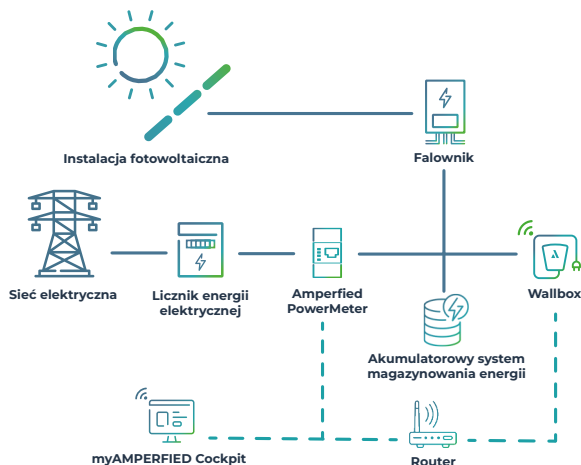 Instalacja fotowoltaiczna
Falownik
Sieć elektryczna
Licznik energii
elektrycznej
Amperfied
PowerMeter
Wallbox
Akumulatorowy system
magazynowania energii
myAMPERFIED Cockpit
Router